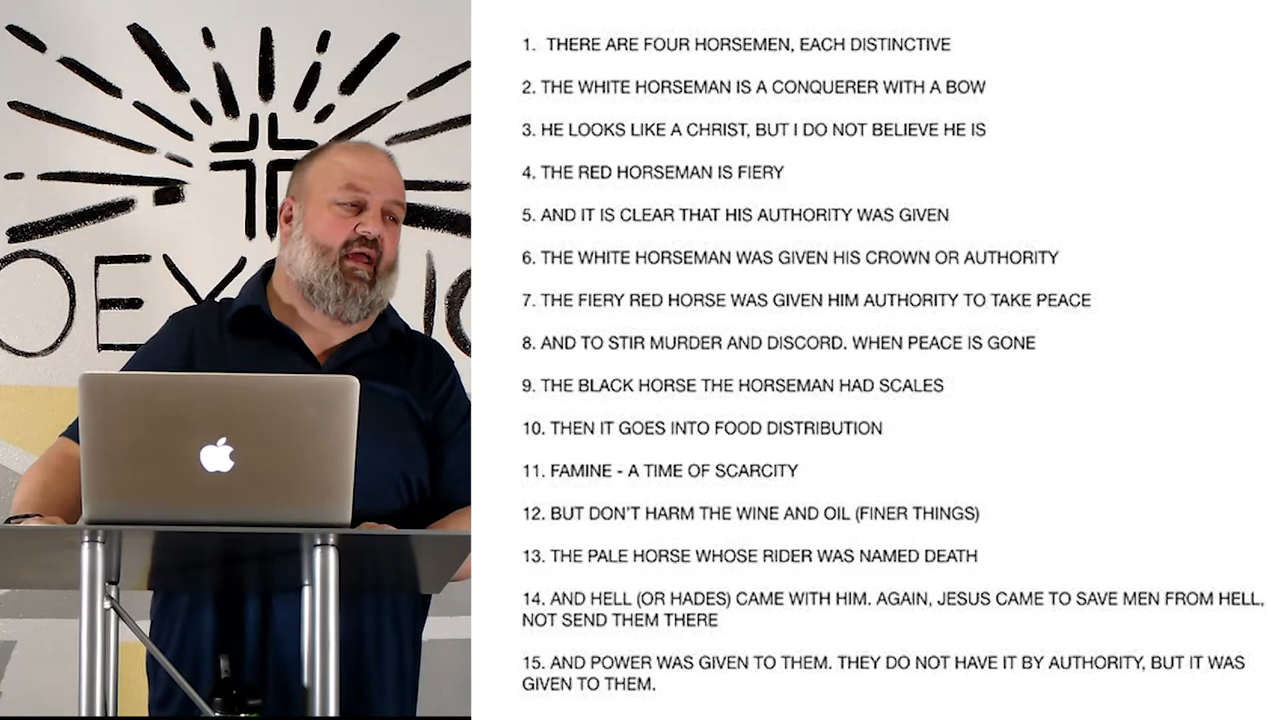 OEX
1. THERE ARE FOUR HORSEMEN, EACH DISTINCTIVE
2. THE WHITE HORSEMAN IS A CONQUERER WITH A BOW
3. HE LOOKS LIKE A CHRIST, BUT I DO NOT BELIEVE HE IS
4. THE RED HORSEMAN IS FIERY
5. AND IT IS CLEAR THAT HIS AUTHORITY WAS GIVEN
6. THE WHITE HORSEMAN WAS GIVEN HIS CROWN OR AUTHORITY
7. THE FIERY RED HORSE WAS GIVEN HIM AUTHORITY TO TAKE PEACE
8. AND TO STIR MURDER AND DISCORD. WHEN PEACE IS GONE
9. THE BLACK HORSE THE HORSEMAN HAD SCALES
10. THEN IT GOES INTO FOOD DISTRIBUTION
11. FAMINE - A TIME OF SCARCITY
12. BUT DON'T HARM THE WINE AND OIL (FINER THINGS)
13. THE PALE HORSE WHOSE RIDER WAS NAMED DEATH
14. AND HELL (OR HADES) CAME WITH HIM. AGAIN, JESUS CAME TO SAVE MEN FROM HELL,
NOT SEND THEM THERE
15. AND POWER WAS GIVEN TO THEM. THEY DO NOT HAVE IT BY AUTHORITY, BUT IT WAS
GIVEN TO THEM.